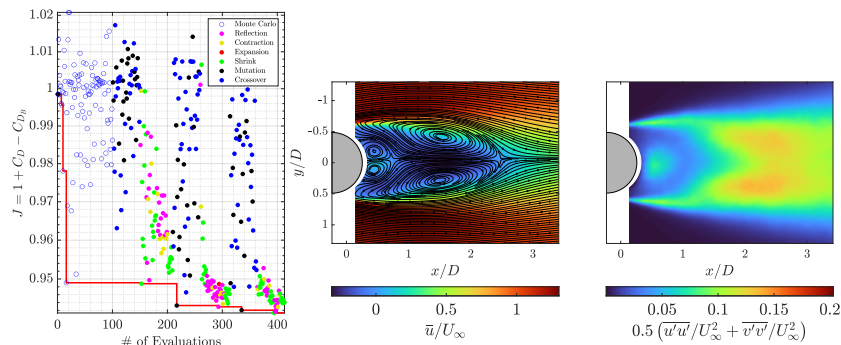 1.02
1.01
1
0.99
0.98
0.97
0.96
0.95
J = 1 + C_D − C_{D_B}
0
100
200
300
400
# of Evaluations
Monte Carlo
Reflection
Contraction
Expansion
Shrink
Mutation
Crossover
-1
-0.5
0
0.5
1
y/D
0
1
2
3
x/D
0
1
u̅/U∞
0
1
2
3
x/D
0.05
0.1
0.15
0.2
0.5 (\overline{u'u'}/U_∞^2 + \overline{v'v'}/U_∞^2)